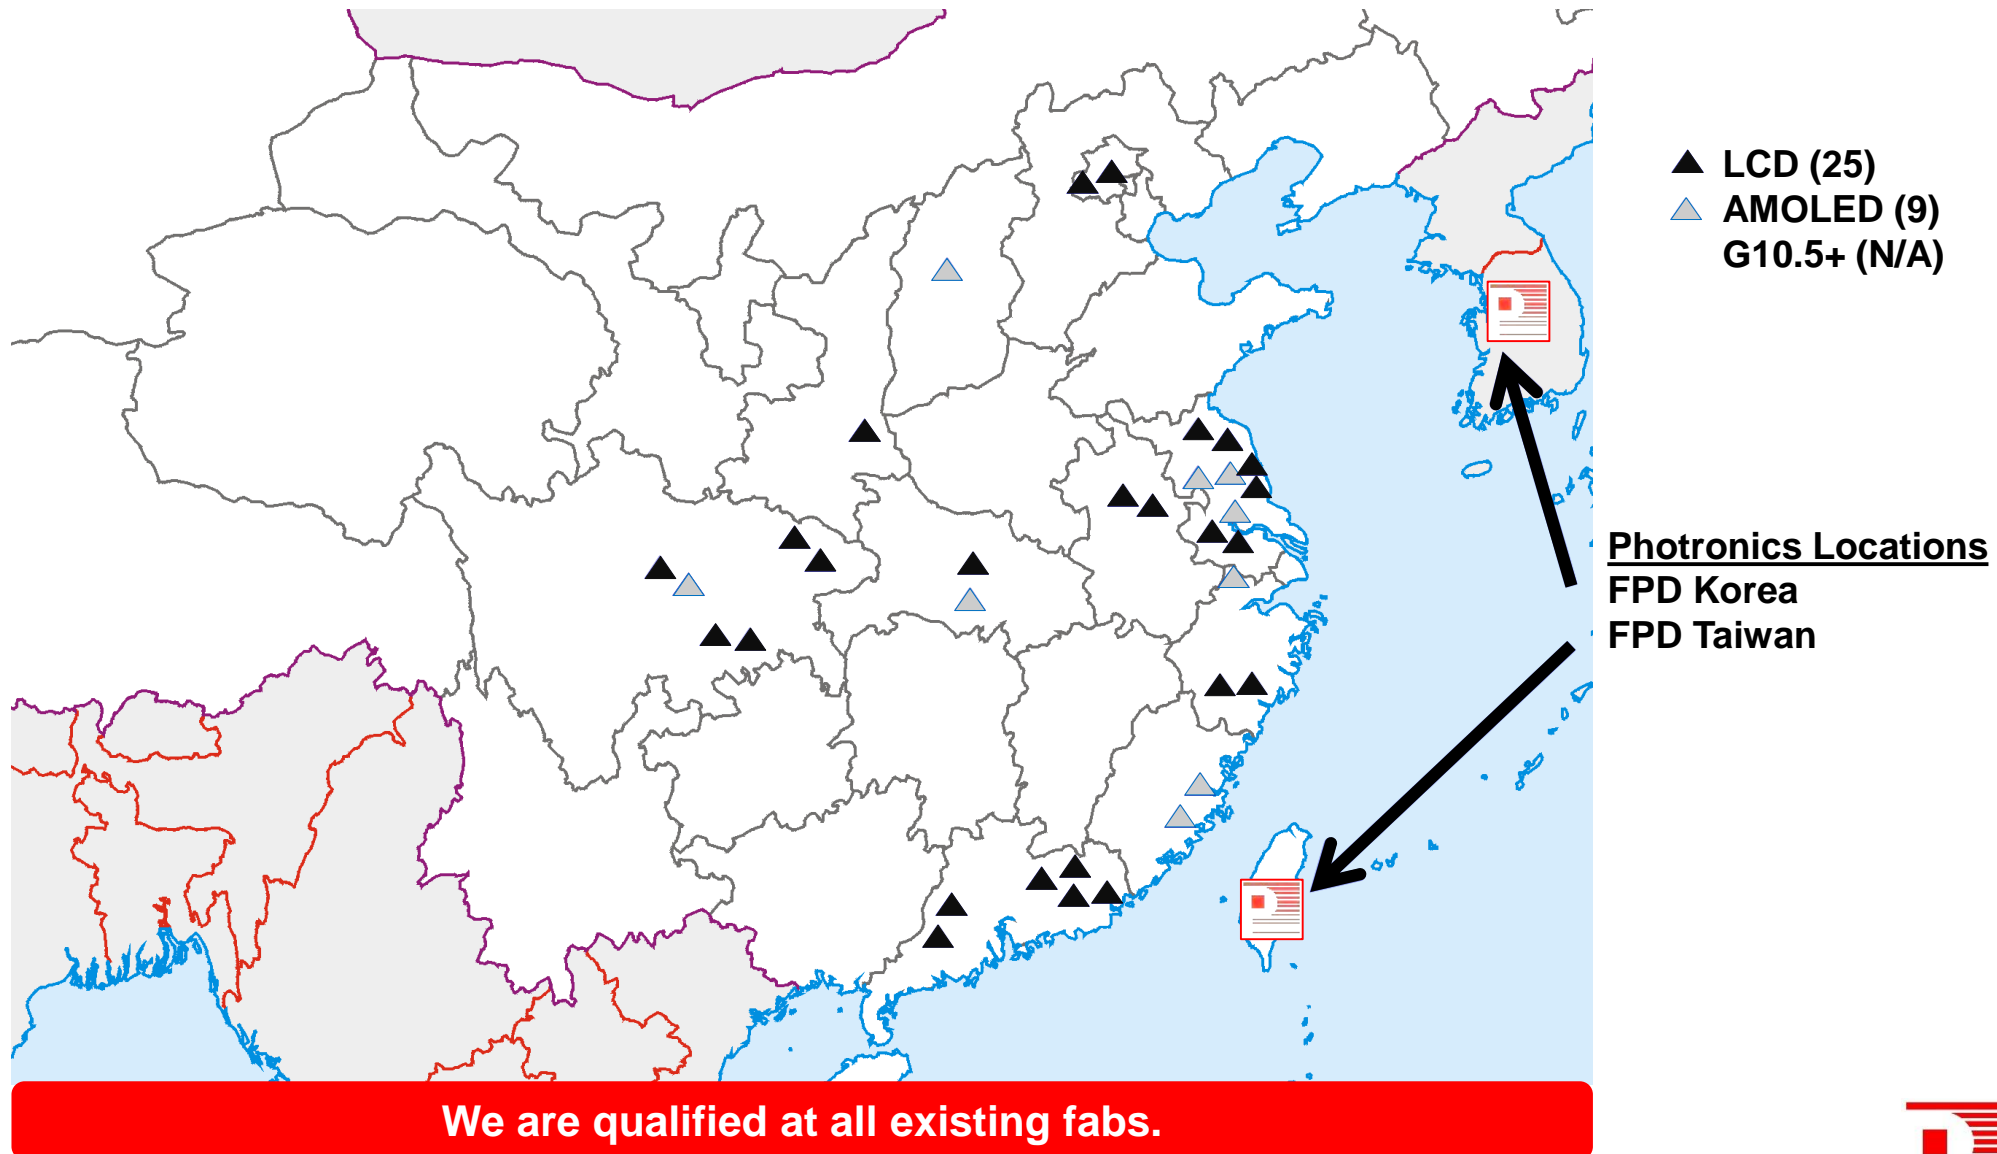 LCD (25)
AMOLED (9)
G10.5+ (N/A)
Photronics Locations
FPD Korea
FPD Taiwan
We are qualified at all existing fabs.